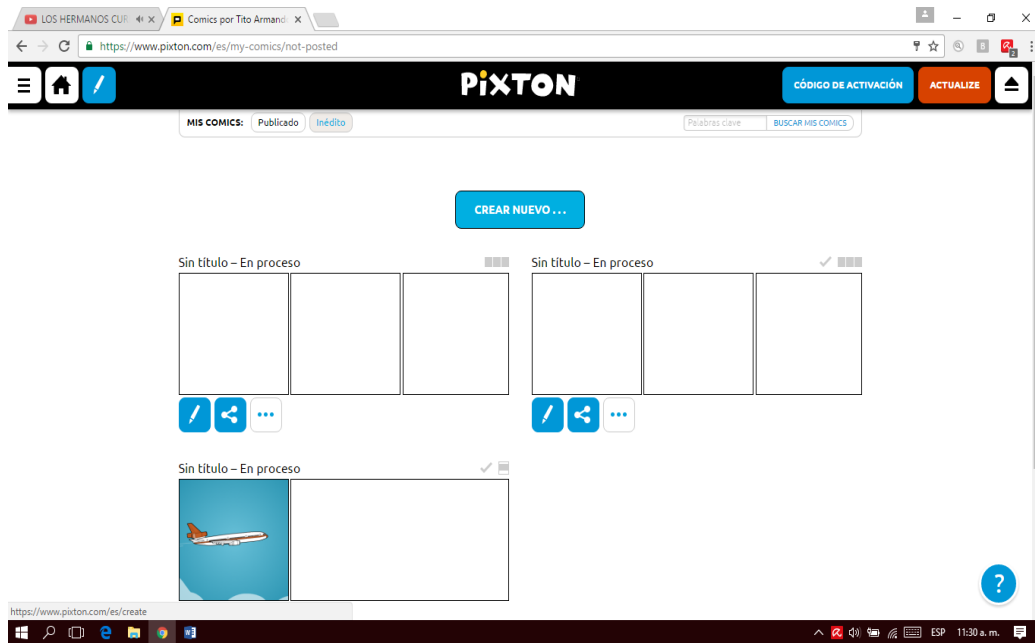 LOS HERMANOS CUR
Comics por Tito Armand
https://www.pixton.com/es/my-comics/not-posted
PiXTON
CÓDIGO DE ACTIVACIÓN
ACTUALIZE
MIS COMICS:
Publicado
Inédito
Palabras clave
BUSCAR MIS COMICS
CREAR NUEVO . . .
Sin título – En proceso
Sin título – En proceso
Sin título – En proceso
?
https://www.pixton.com/es/create
ESP
11:30 a. m.